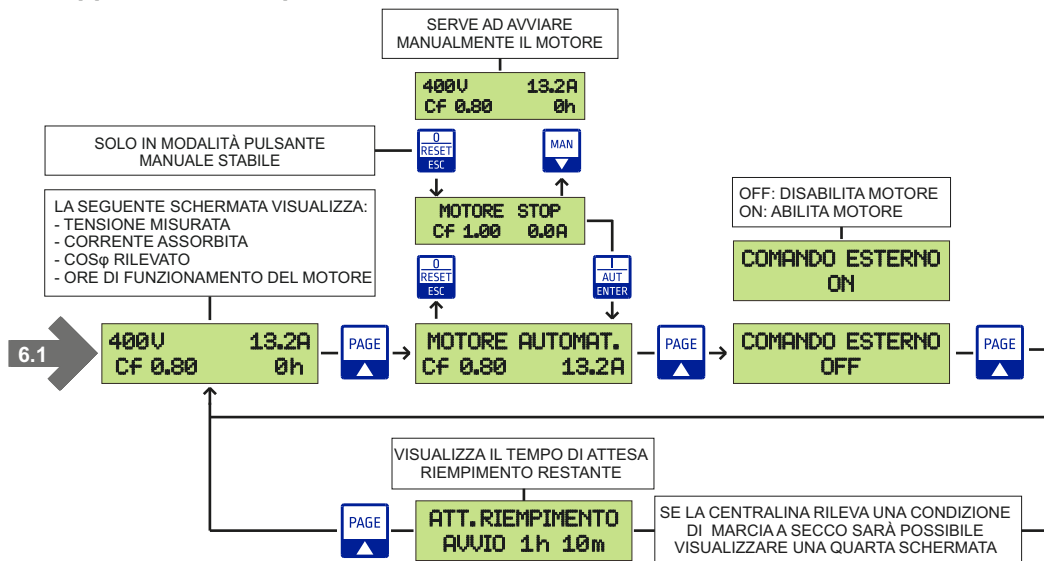 SERVE AD AVVIARE
MANUALMENTE IL MOTORE
400V 13.2A
Cf 0.80 0h
SOLO IN MODALITÀ PULSANTE
MANUALE STABILE
0
RESET
ESC
MAN
LA SEGUENTE SCHERMATA VISUALIZZA:
- TENSIONE MISURATA
- CORRENTE ASSORBITA
- COSφ RILEVATO
- ORE DI FUNZIONAMENTO DEL MOTORE
MOTORE STOP
Cf 1.00 0.0A
OFF: DISABILITA MOTORE
ON: ABILITA MOTORE
COMANDO ESTERNO
ON
0
RESET
ESC
I
AUT
ENTER
6.1
400V 13.2A
Cf 0.80 0h
PAGE
MOTORE AUTOMAT.
Cf 0.80 13.2A
PAGE
COMANDO ESTERNO
OFF
PAGE
VISUALIZZA IL TEMPO DI ATTESA
RIEMPIMENTO RESTANTE
PAGE
ATT.RIEMPIMENTO
AVVIO 1h 10m
SE LA CENTRALINA RILEVA UNA CONDIZIONE
DI MARCIA A SECCO SARÀ POSSIBILE
VISUALIZZARE UNA QUARTA SCHERMATA